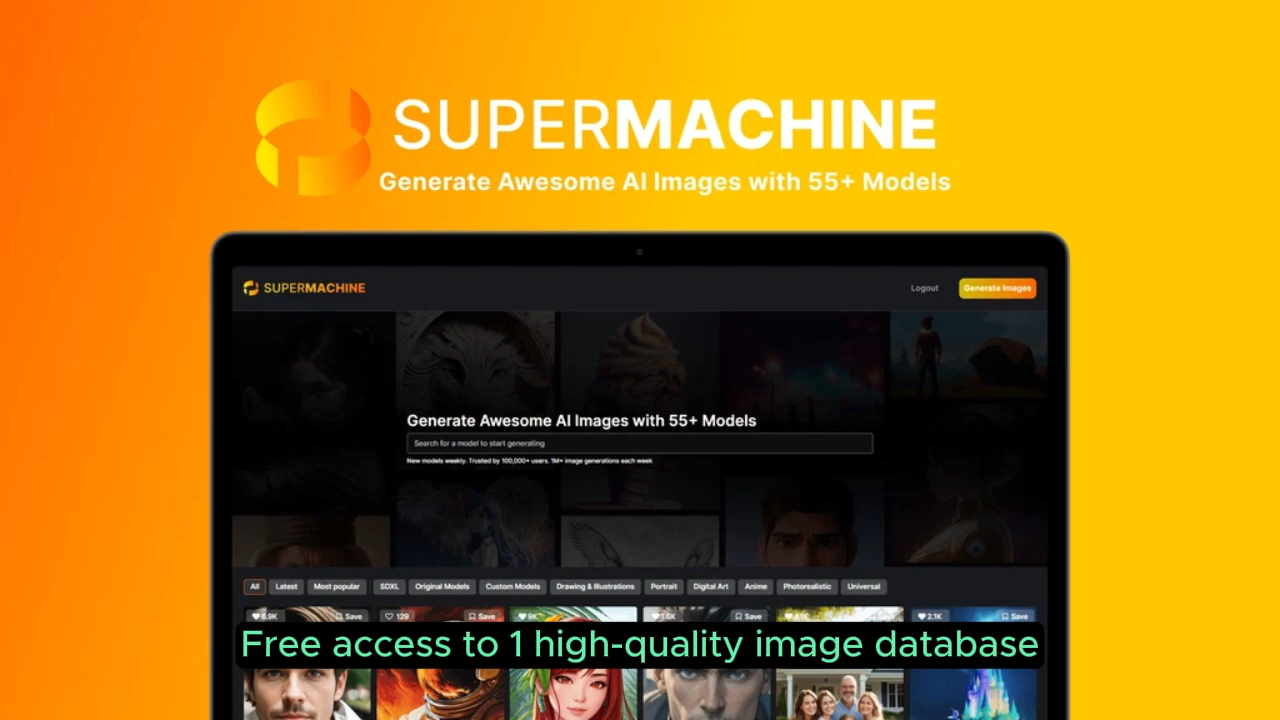 SUPERMACHINE
Generate Awesome AI Images with 55+ Models
SUPERMACHINE
Logout
Generate Images
Generate Awesome AI Images with 55+ Models
Search for a model to start generating
New models weekly. Trusted by 100,000+ users. 1M+ image generations each week
All Latest Most popular SDXL Original Models Custom Models Drawing & Illustrations Portrait Digital Art Anime Photorealistic Universal
Save 129 Save Save 2.1K Save
Free access to 1 high-quality image database